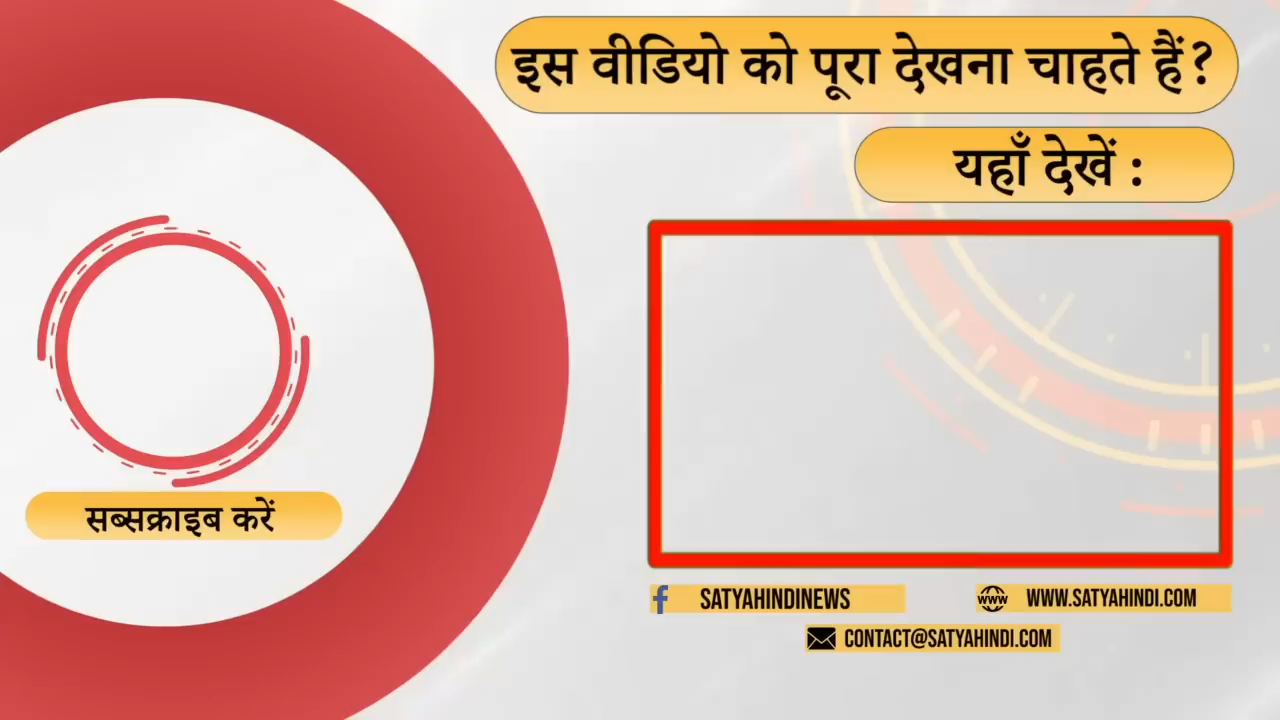 इस वीडियो को पूरा देखना चाहते हैं?
यहाँ देखें :
सब्सक्राइब करें
SATYAHINDINEWS
WWW.SATYAHINDI.COM
CONTACT@SATYAHINDI.COM